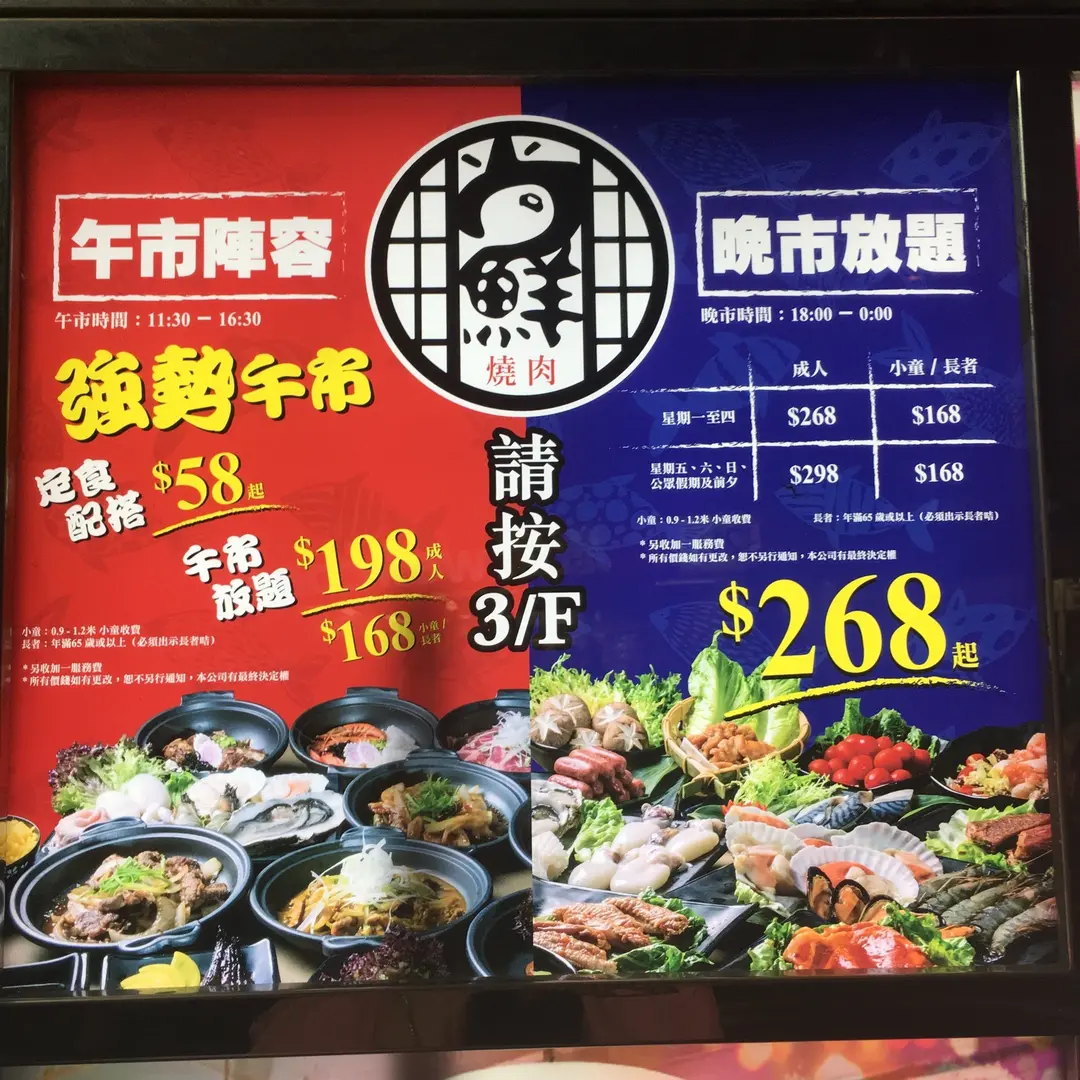 午市陣容
午市時間：11:30 － 16:30
強勢午市
定食
配搭
$58起
午市
放題
$198成人
$168小童/長者
小童：0.9 - 1.2米 小童收費
長者：年滿65 歲或以上（必須出示長者咭）
*另收加一服務費
*所有價錢如有更改，恕不另行通知，本公司有最終決定權
鮮
燒肉
請
按
3/F
晚市放題
晚市時間：18:00 － 0:00
成人 小童 / 長者
星期一至四 $268 $168
星期五、六、日、
公眾假期及前夕 $298 $168
小童：0.9 - 1.2米 小童收費 長者：年滿65 歲或以上（必須出示長者咭）
*另收加一服務費
*所有價錢如有更改，恕不另行通知，本公司有最終決定權
$268起